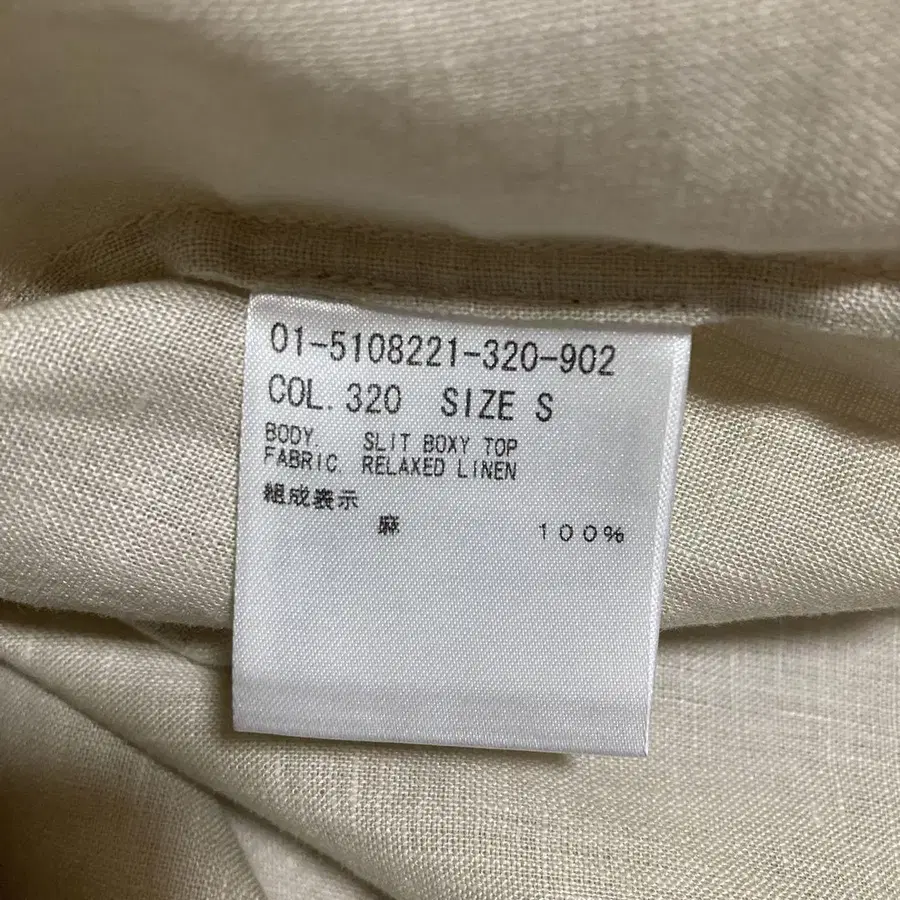 01-5108221-320-902
COL. 320 SIZE S
BODY. SLIT BOXY TOP
FABRIC. RELAXED LINEN
組成表示
麻 100%